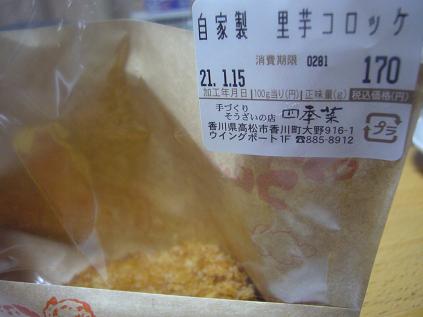 自家製 里芋コロッケ
消費期限 0281
21.1.15 170
加工年月日 100g当り(円) 正味量(g) 税込価格(円)
手づくり
そうざいの店 四季菜
香川県高松市香川町大野916-1
ウイングポート1F ☎885-8912
プラ